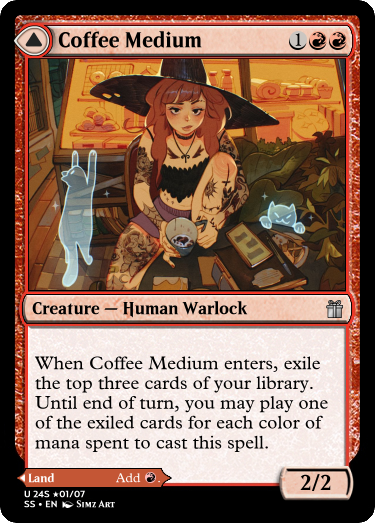 Coffee Medium 1
Creature — Human Warlock
When Coffee Medium enters, exile
the top three cards of your library.
Until end of turn, you may play one
of the exiled cards for each color of
mana spent to cast this spell.
Land Add .
2/2
U 245 ★01/07
SS • EN Simz Art